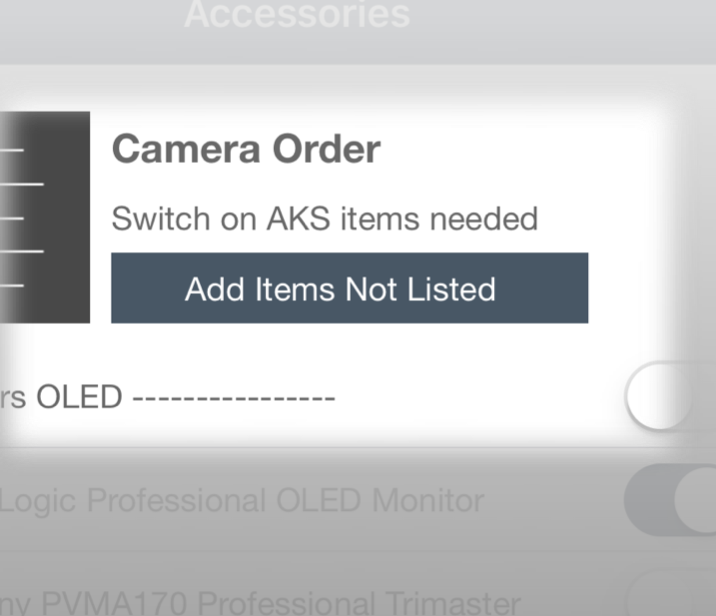 Accessories
Camera Order
Switch on AKS items needed
Add Items Not Listed
rs OLED ----------------
Logic Professional OLED Monitor
ny PVMA170 Professional Trimaster